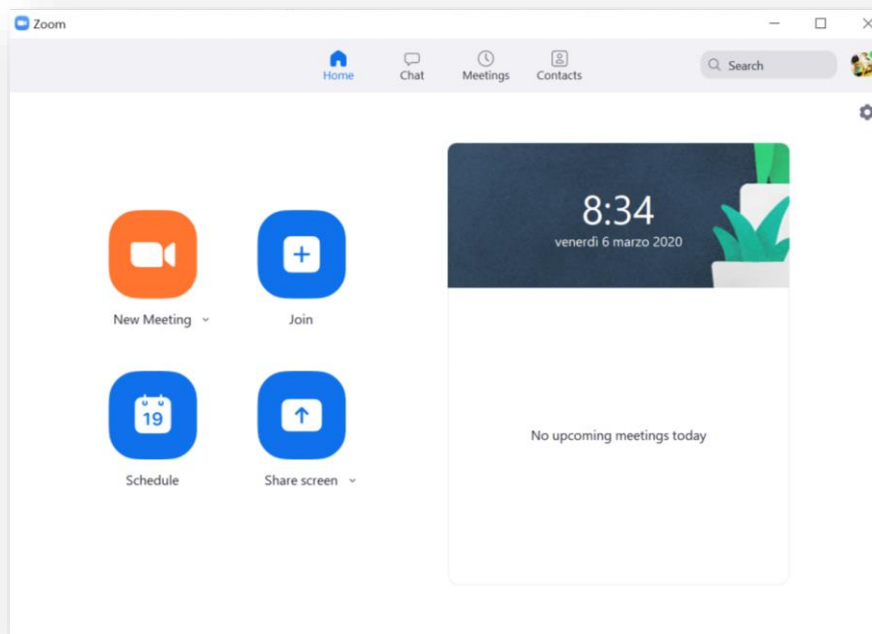 Zoom
Home
Chat
Meetings
Contacts
Search
8:34
venerdì 6 marzo 2020
New Meeting
Join
19
Schedule
Share screen
No upcoming meetings today